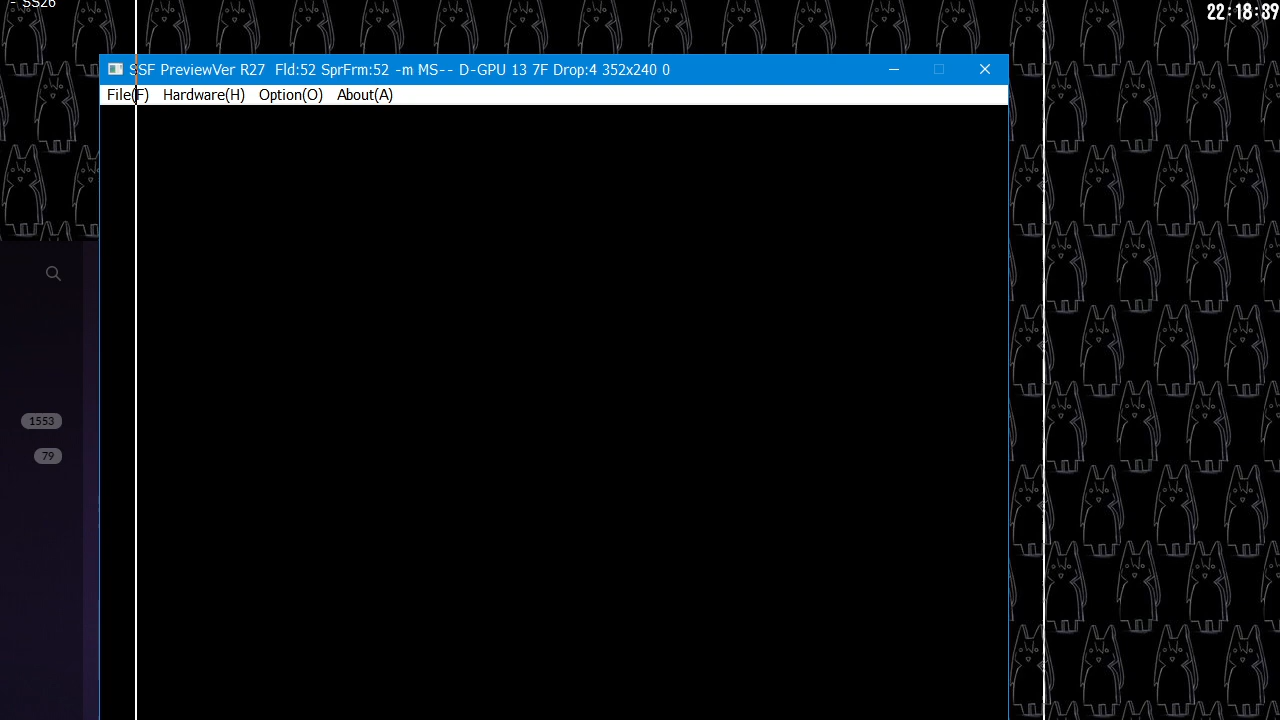 - SS26
22:18:39
SSF PreviewVer R27 Fld:52 SprFrm:52 -m MS-- D-GPU 13 7F Drop:4 352x240 0
File(F) Hardware(H) Option(O) About(A)
1553
79